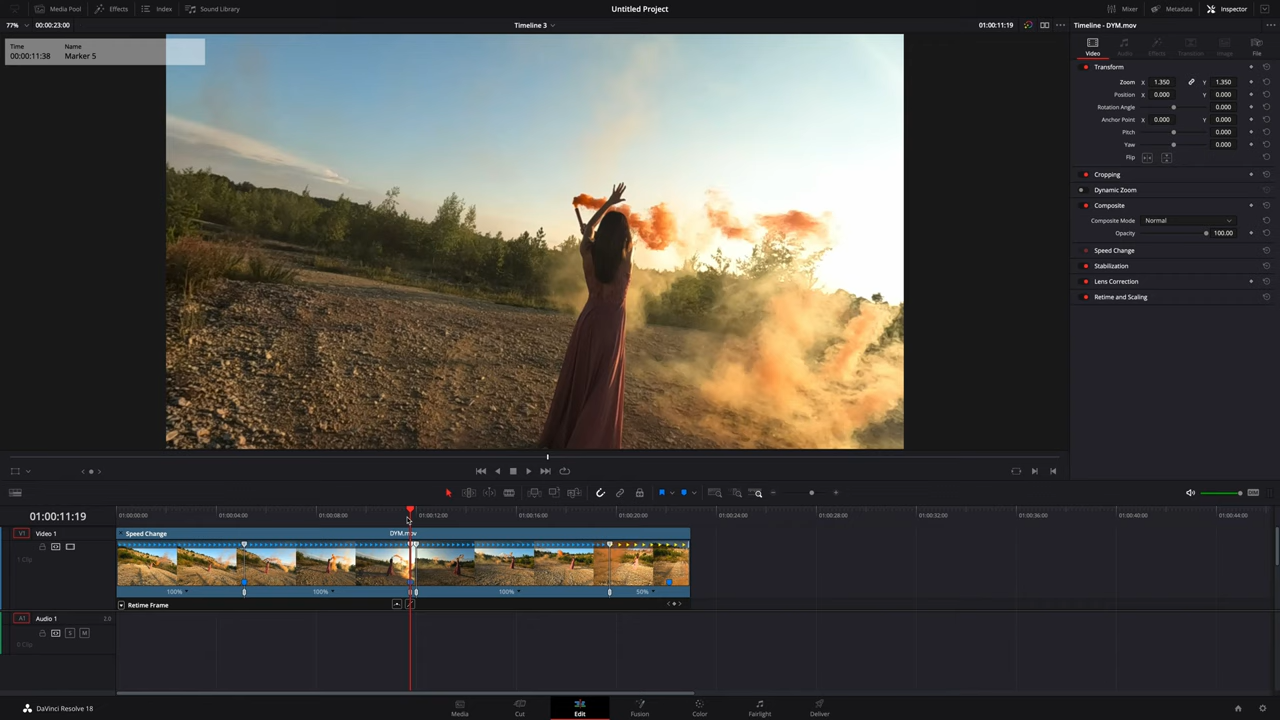 Media Pool Effects Index Sound Library Untitled Project Mixer Metadata Inspector
77% 00:00:23:00 Timeline 3 01:00:11:19 Timeline - DYM.mov
Time Name
00:00:11:38 Marker 5
Video Audio Effects Transition Image File
Transform
Zoom X 1.350 Y 1.350
Position X 0.000 Y 0.000
Rotation Angle 0.000
Anchor Point X 0.000 Y 0.000
Pitch 0.000
Yaw 0.000
Flip
Cropping
Dynamic Zoom
Composite
Composite Mode Normal
Opacity 100.00
Speed Change
Stabilization
Lens Correction
Retime and Scaling
01:00:11:19 01:00:00:00 01:00:04:00 01:00:08:00 01:00:12:00 01:00:16:00 01:00:20:00 01:00:24:00 01:00:32:00 01:00:36:00 01:00:40:00 01:00:44:00
V1 Video 1 Speed Change DYM.mov
1 Clip
100% 100% 100% 50%
Retime Frame
A1 Audio 1 2.0
S M
0 Clip
DaVinci Resolve 18 Media Cut Edit Fusion Color Fairlight Deliver